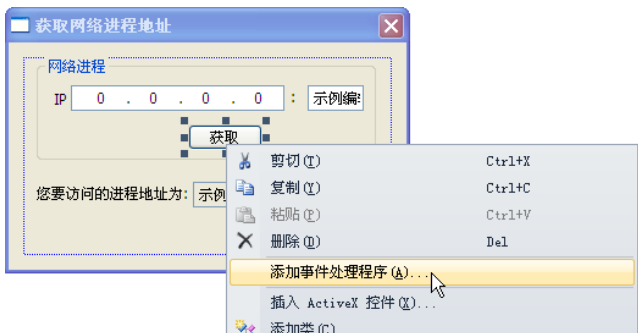 获取网络进程地址
网络进程
IP 0 . 0 . 0 . 0 : 示例编
获取
您要访问的进程地址为: 示例
剪切(T) Ctrl+X
复制(Y) Ctrl+C
粘贴(P) Ctrl+V
删除(D) Del
添加事件处理程序(A)...
插入 ActiveX 控件(X)...
添加类(C)